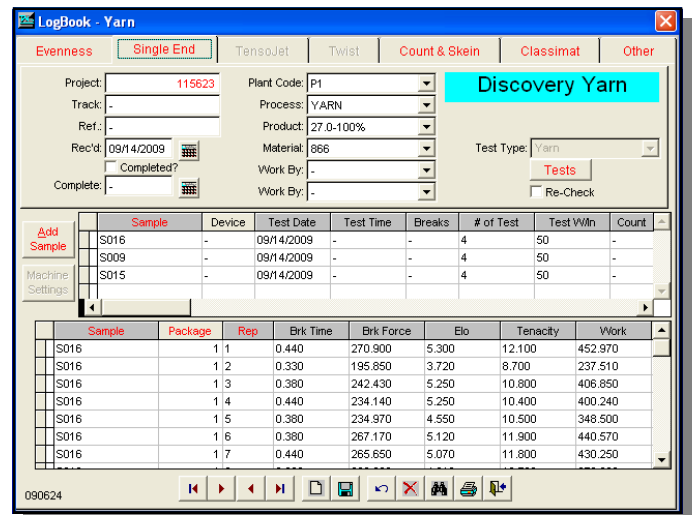 LogBook - Yarn
Evenness Single End TensoJet Twist Count & Skein Classimat Other
Project: 115623 Plant Code: P1 Discovery Yarn
Track: - Process: YARN
Ref.: - Product: 27.0-100%
Rec'd: 09/14/2009 Material: 866 Test Type: Yarn
Completed? Work By: - Tests
Complete: - Work By: - Re-Check
Add Sample
Machine Settings
Sample Device Test Date Test Time Breaks # of Test Test W/In Count
S016 - 09/14/2009 - - 4 50 -
S009 - 09/14/2009 - - 4 50 -
S015 - 09/14/2009 - - 4 50 -
Sample Package Rep Brk Time Brk Force Elo Tenacity Work
S016 1 1 0.440 270.900 5.300 12.100 452.970
S016 1 2 0.330 195.850 3.720 8.700 237.510
S016 1 3 0.380 242.430 5.250 10.800 406.850
S016 1 4 0.440 234.140 5.250 10.400 400.240
S016 1 5 0.380 234.970 4.550 10.500 348.500
S016 1 6 0.380 267.170 5.120 11.900 440.570
S016 1 7 0.440 265.650 5.070 11.800 430.250
090624